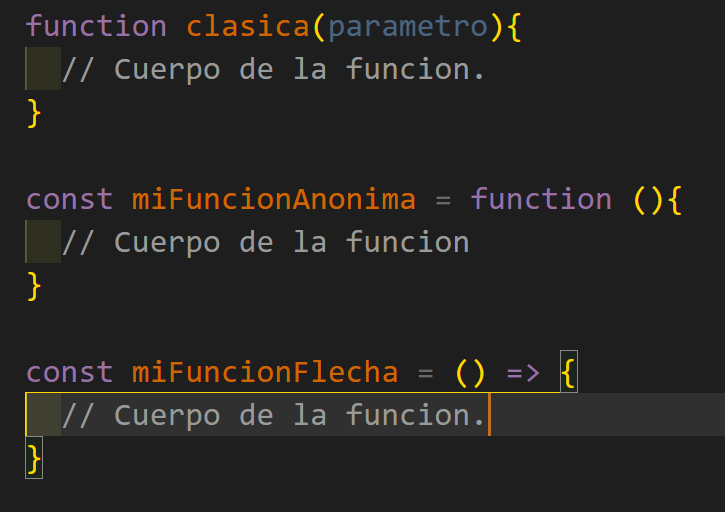 function clasica(parametro){
// Cuerpo de la funcion.
}
const miFuncionAnonima = function (){
// Cuerpo de la funcion
}
const miFuncionFlecha = () => {
// Cuerpo de la funcion.
}